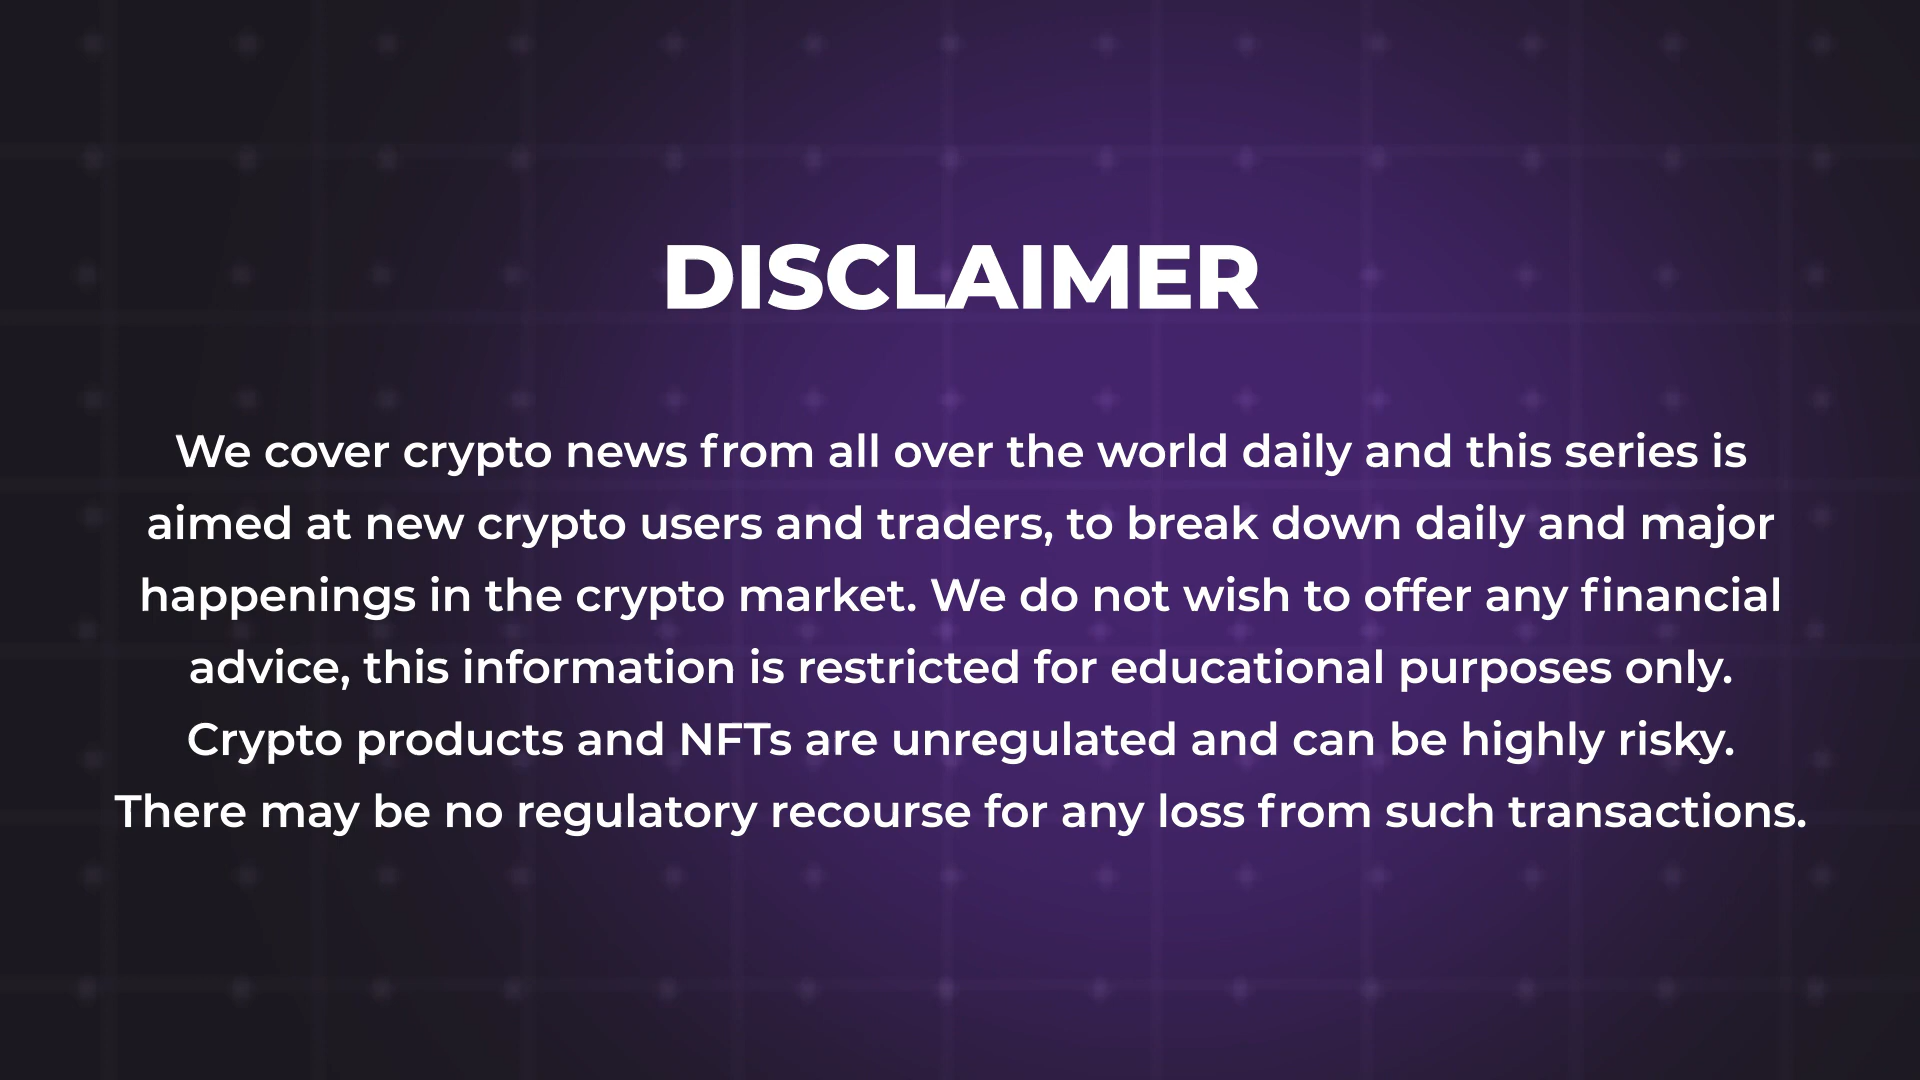 DISCLAIMER
We cover crypto news from all over the world daily and this series is
aimed at new crypto users and traders, to break down daily and major
happenings in the crypto market. We do not wish to offer any financial
advice, this information is restricted for educational purposes only.
Crypto products and NFTs are unregulated and can be highly risky.
There may be no regulatory recourse for any loss from such transactions.